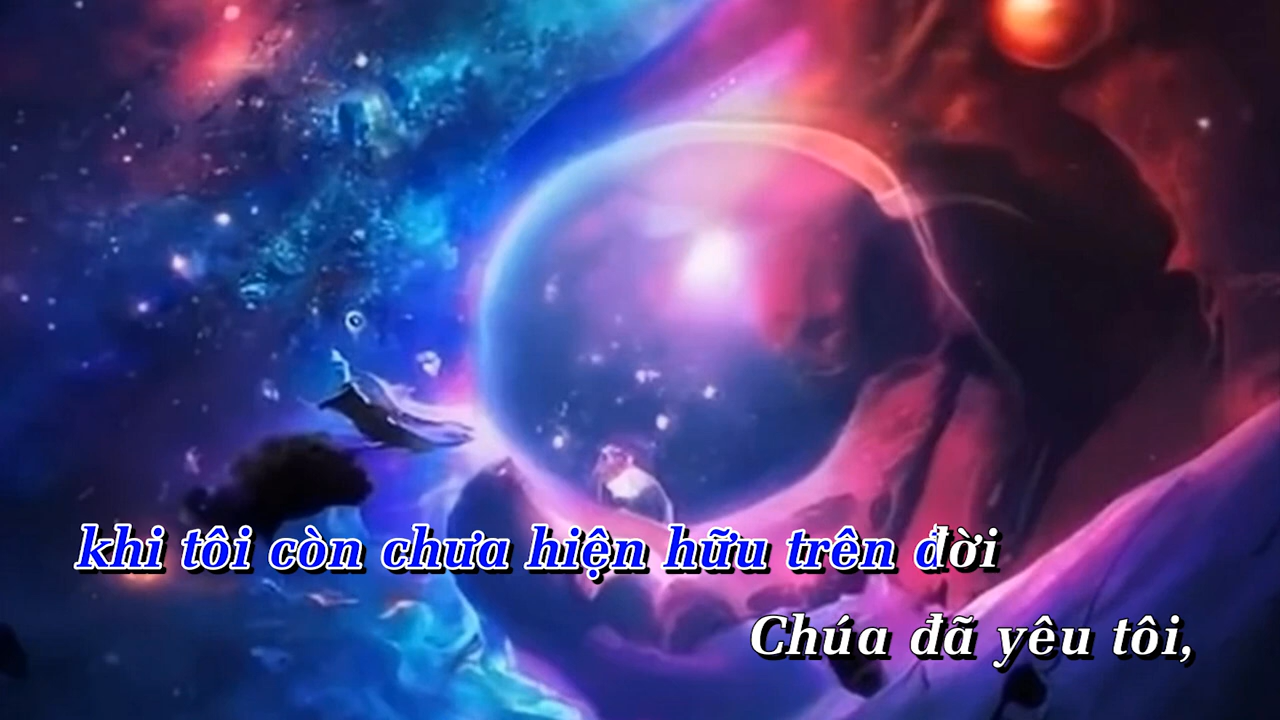 khi tôi còn chưa hiện hữu trên đời
Chúa đã yêu tôi,